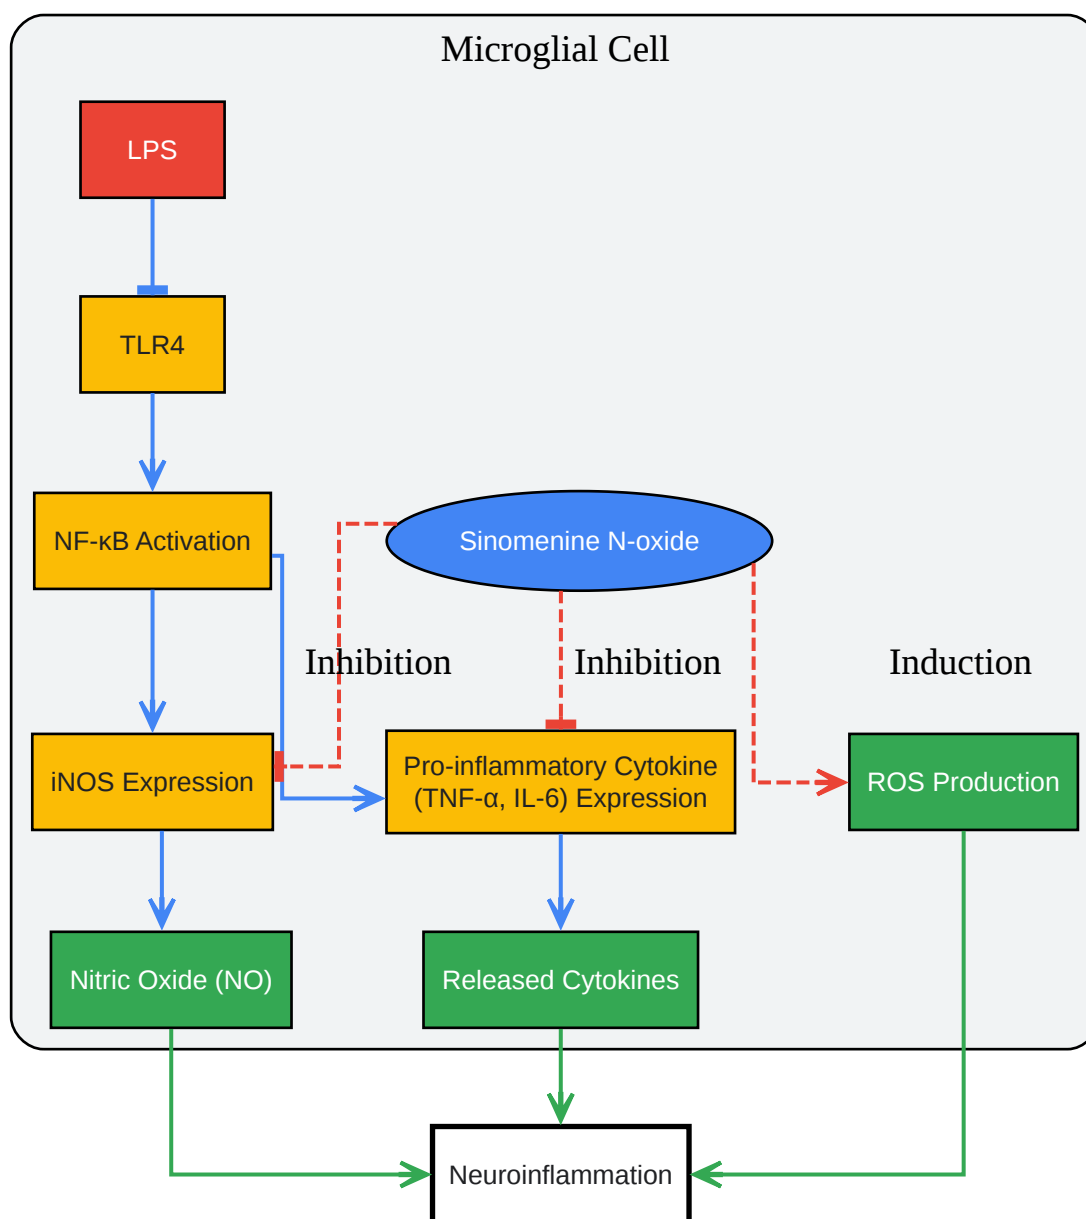 Microglial Cell
LPS
TLR4
NF-κB Activation
Sinomenine N-oxide
Inhibition
Inhibition
Induction
iNOS Expression
Pro-inflammatory Cytokine
(TNF-α, IL-6) Expression
ROS Production
Nitric Oxide (NO)
Released Cytokines
Neuroinflammation